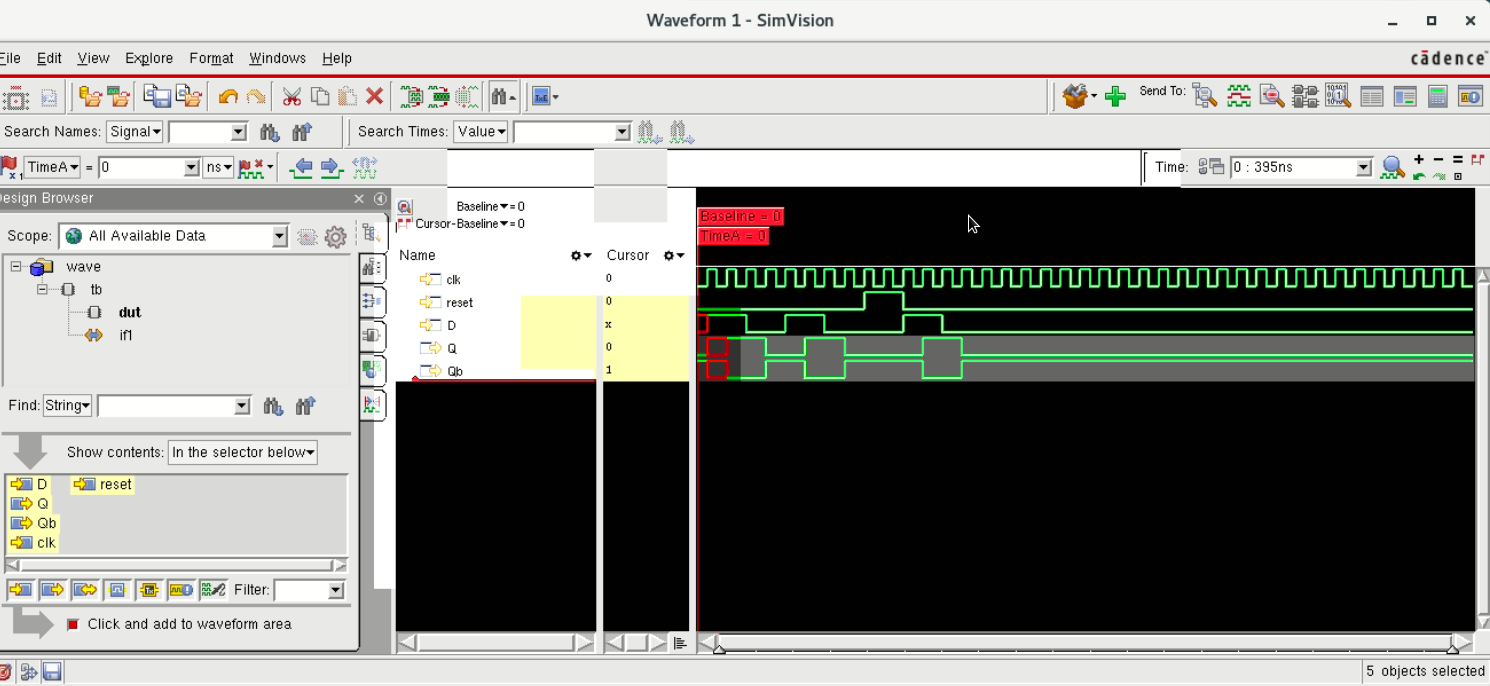 Waveform 1 - SimVision
File Edit View Explore Format Windows Help
cādence
Send To:
Search Names: Signal
Search Times: Value
TimeA = 0 ns
Time: 0 : 395ns
Design Browser
Baseline = 0
Cursor-Baseline = 0
Baseline = 0
TimeA = 0
Scope: All Available Data
Name Cursor
wave
tb
dut
if1
clk 0
reset 0
D x
Q 0
Qb 1
Find: String
Show contents: In the selector below
D reset
Q
Qb
clk
Filter:
Click and add to waveform area
5 objects selected